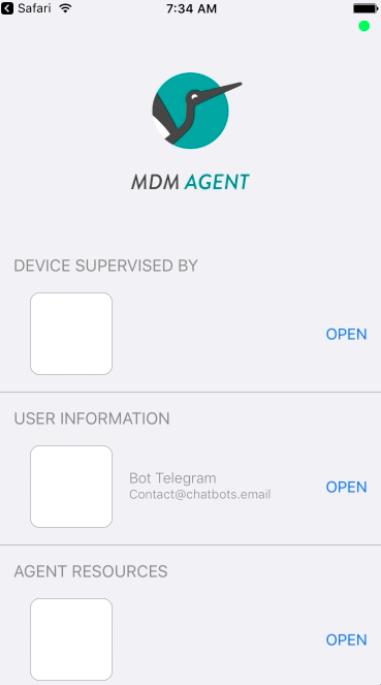 Safari 7:34 AM
MDM AGENT
DEVICE SUPERVISED BY
OPEN
USER INFORMATION
Bot Telegram
Contact@chatbots.email
OPEN
AGENT RESOURCES
OPEN